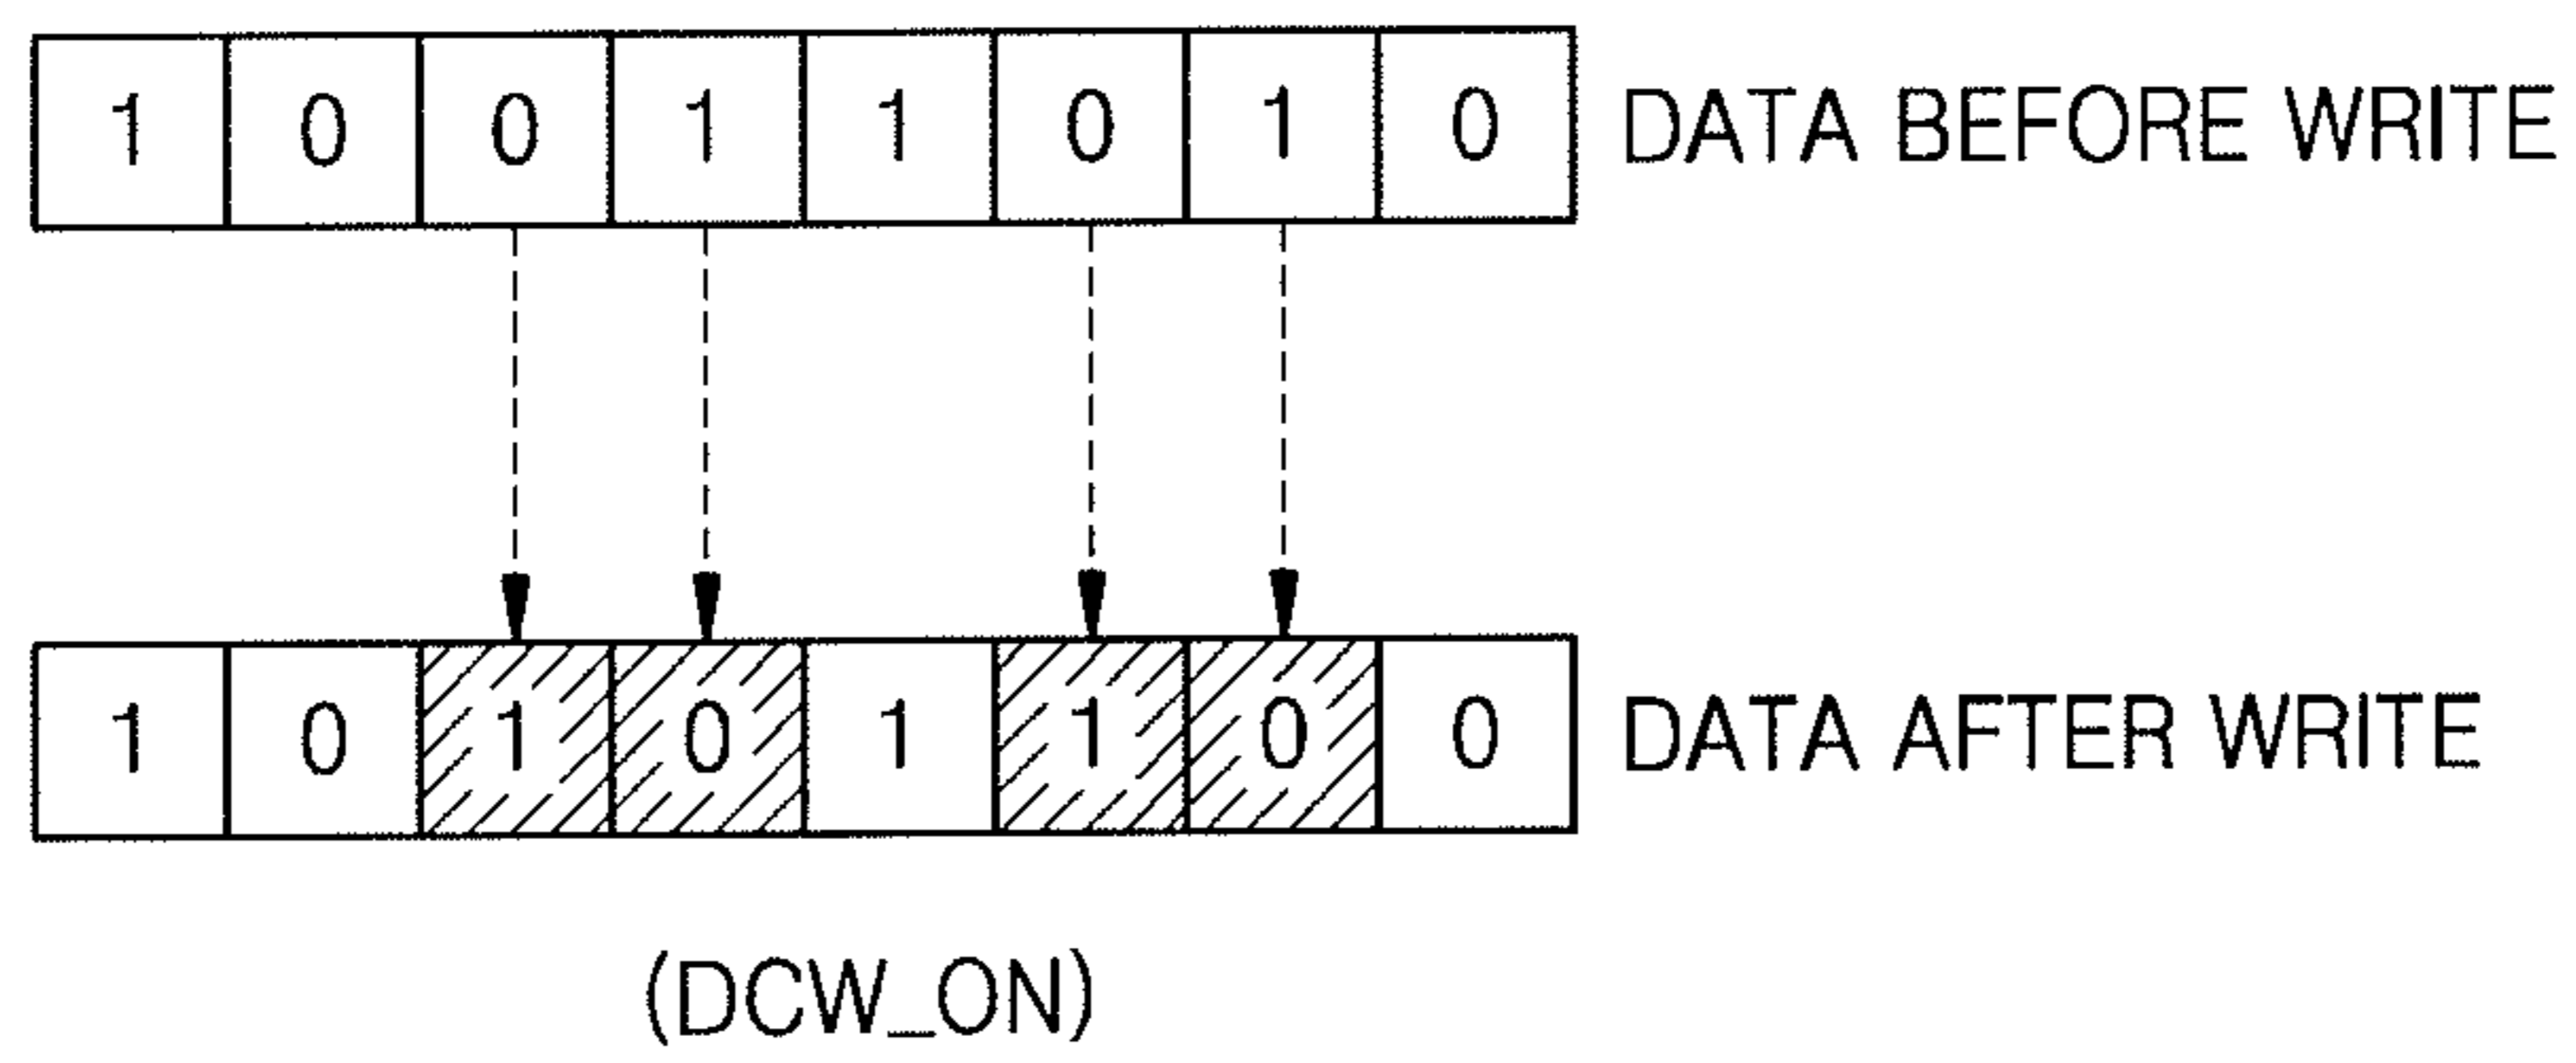 1 0 0 1 1 0 1 0 DATA BEFORE WRITE
1 0 1 0 1 1 0 0 DATA AFTER WRITE
(DCW_ON)